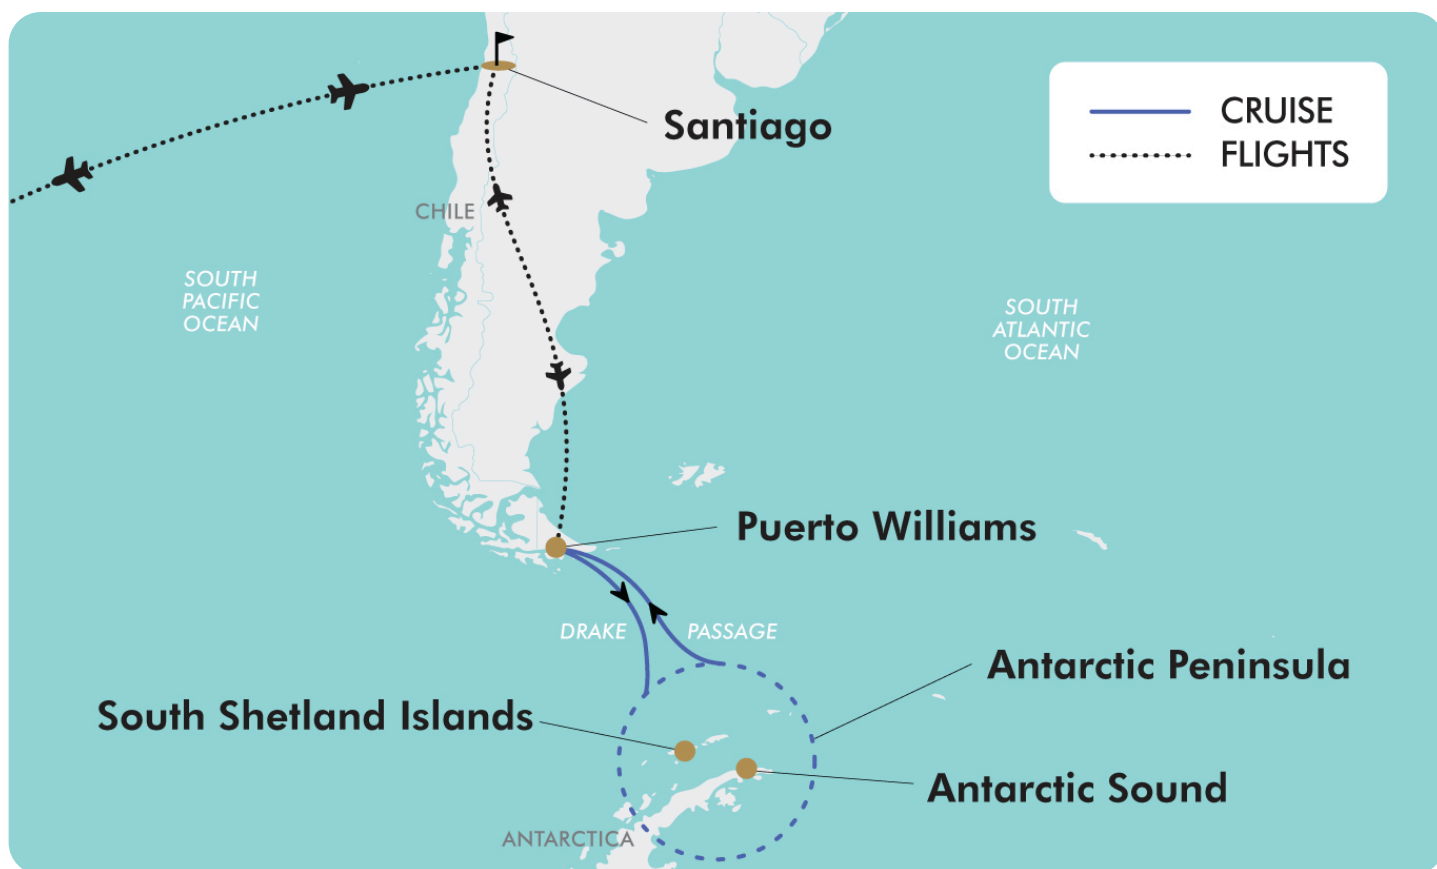 Santiago
CRUISE
FLIGHTS
CHILE
SOUTH
PACIFIC
OCEAN
SOUTH
ATLANTIC
OCEAN
Puerto Williams
DRAKE PASSAGE
Antarctic Peninsula
South Shetland Islands
Antarctic Sound
ANTARCTICA